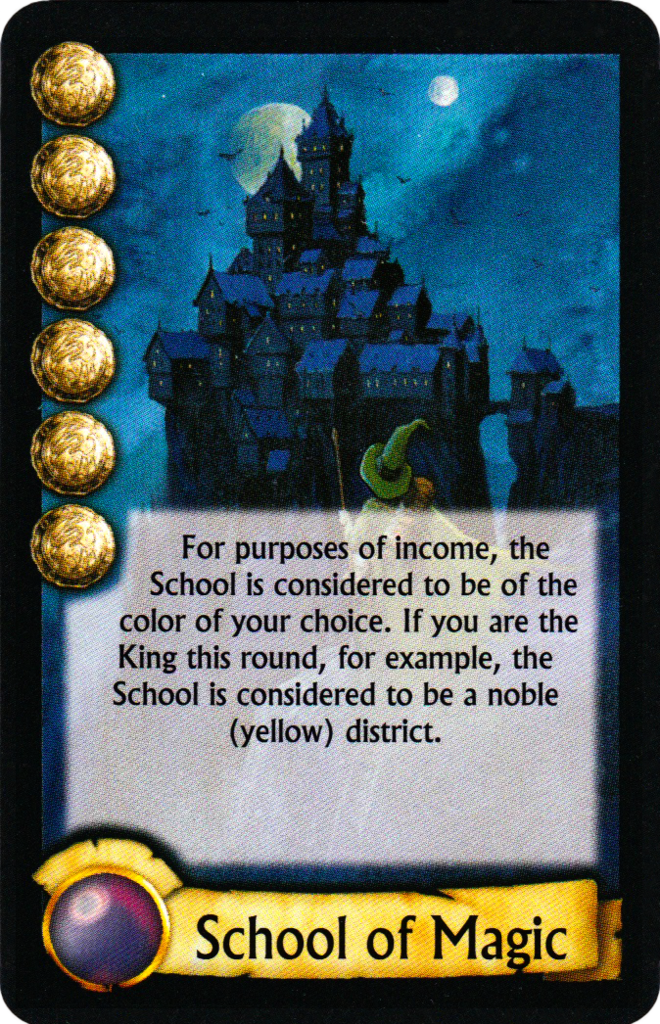 For purposes of income, the
School is considered to be of the
color of your choice. If you are the
King this round, for example, the
School is considered to be a noble
(yellow) district.
School of Magic